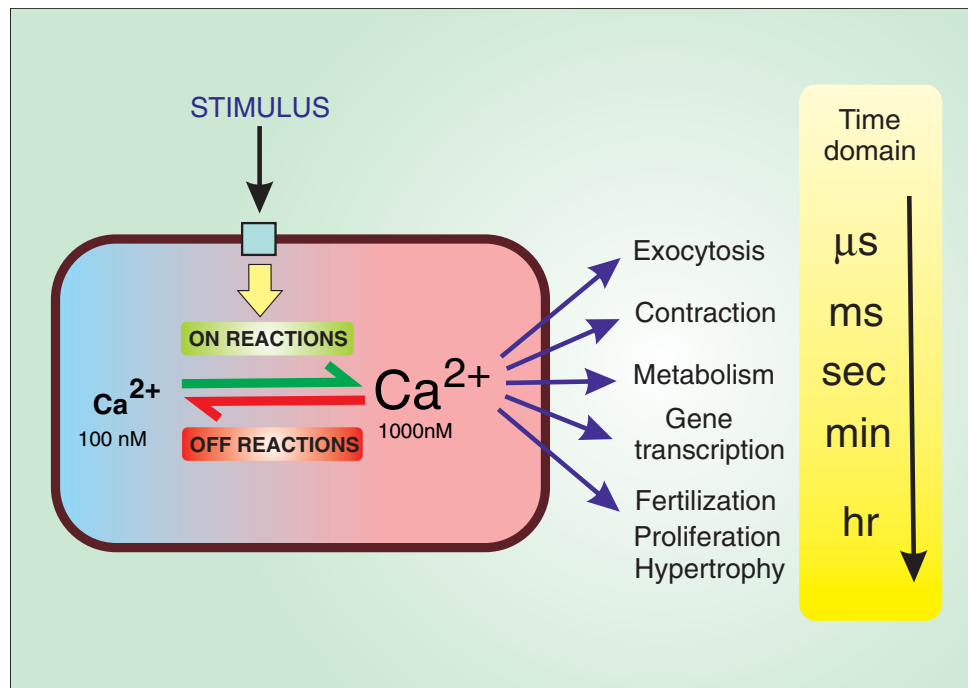 STIMULUS
ON REACTIONS
Ca2+
100 nM
Ca2+
1000nM
OFF REACTIONS
Exocytosis
Contraction
Metabolism
Gene
transcription
Fertilization
Proliferation
Hypertrophy
Time
domain
μs
ms
sec
min
hr